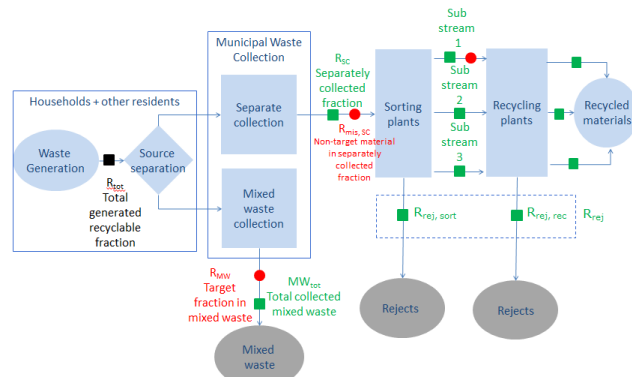 Municipal Waste
Collection
Households + other residents
Waste
Generation
R_tot
Total
generated
recyclable
fraction
Source
separation
Separate
collection
Mixed
waste
collection
R_SC
Separately
collected
fraction
R_mis, SC
Non-target material
in separately
collected
fraction
Sorting
plants
Sub
stream
1
Sub
stream
2
Sub
stream
3
Recycling
plants
Recycled
materials
R_rej, sort
R_rej, rec
R_rej
R_MW
Target
fraction in
mixed waste
MW_tot
Total collected
mixed waste
Mixed
waste
Rejects
Rejects